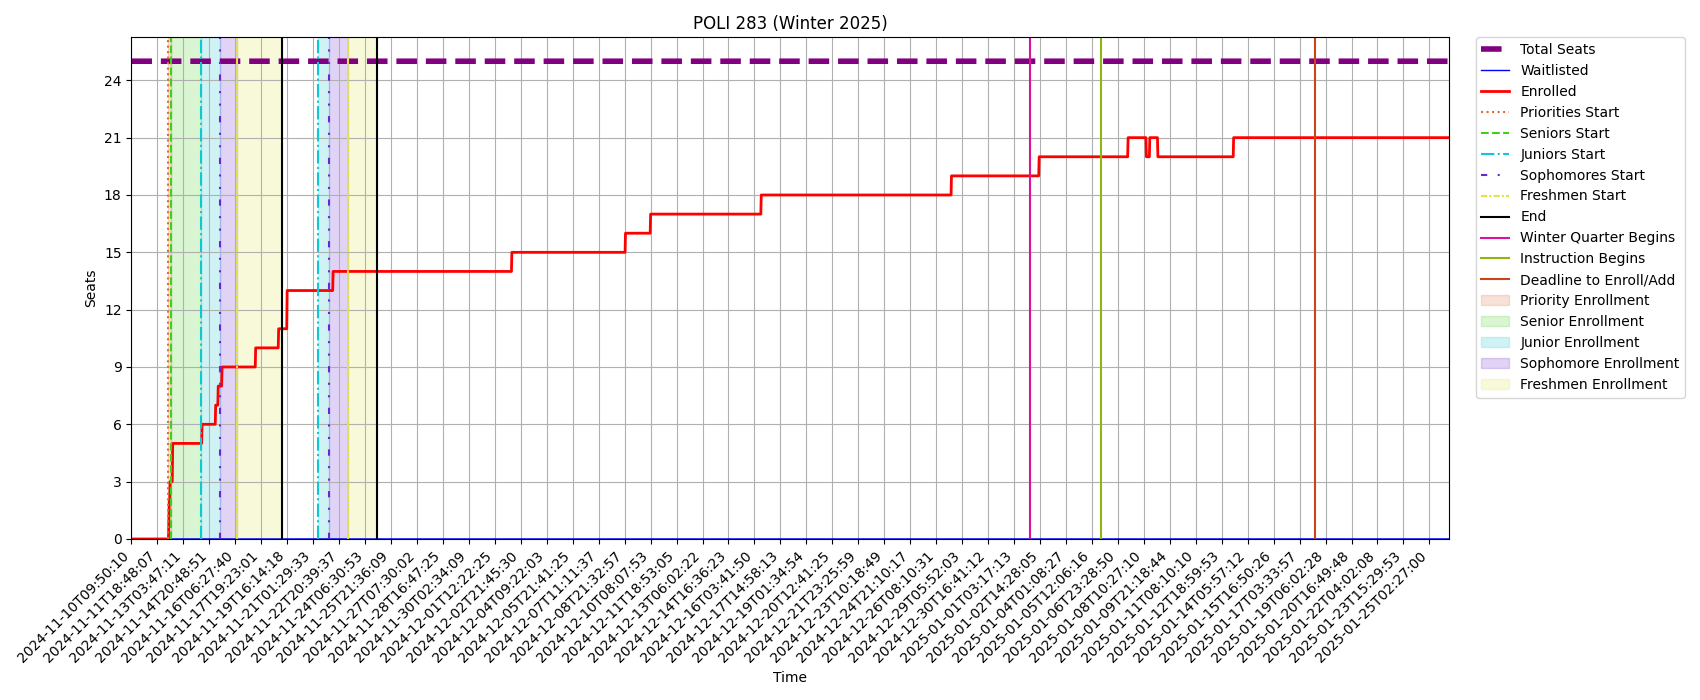 POLI 283 (Winter 2025)
Seats
24
21
18
15
12
9
6
3
0
2024-11-10T09:50:10
2024-11-11T18:48:07
2024-11-13T03:47:11
2024-11-14T20:48:51
2024-11-16T06:27:40
2024-11-17T19:23:01
2024-11-19T16:14:18
2024-11-21T01:29:33
2024-11-22T20:39:37
2024-11-24T06:30:53
2024-11-25T21:36:09
2024-11-27T07:30:02
2024-11-28T16:47:25
2024-11-30T02:34:09
2024-12-01T12:22:25
2024-12-02T21:45:30
2024-12-04T09:22:03
2024-12-05T21:41:25
2024-12-07T11:11:37
2024-12-08T21:32:57
2024-12-10T08:07:53
2024-12-11T18:53:05
2024-12-13T06:02:22
2024-12-14T16:36:23
2024-12-16T03:41:50
2024-12-17T14:58:13
2024-12-19T01:34:54
2024-12-20T12:41:25
2024-12-21T23:25:59
2024-12-23T10:18:49
2024-12-24T21:10:17
2024-12-26T08:10:31
2024-12-29T05:52:03
2024-12-30T16:41:12
2025-01-01T03:17:13
2025-01-02T14:28:05
2025-01-04T01:08:27
2025-01-05T12:06:16
2025-01-06T23:28:50
2025-01-08T10:27:10
2025-01-09T21:18:44
2025-01-11T08:10:10
2025-01-12T18:59:53
2025-01-14T05:57:12
2025-01-15T16:50:26
2025-01-17T03:33:57
2025-01-19T06:02:28
2025-01-20T16:49:48
2025-01-22T04:02:08
2025-01-23T15:29:53
2025-01-25T02:27:00
Time
Total Seats
Waitlisted
Enrolled
Priorities Start
Seniors Start
Juniors Start
Sophomores Start
Freshmen Start
End
Winter Quarter Begins
Instruction Begins
Deadline to Enroll/Add
Priority Enrollment
Senior Enrollment
Junior Enrollment
Sophomore Enrollment
Freshmen Enrollment